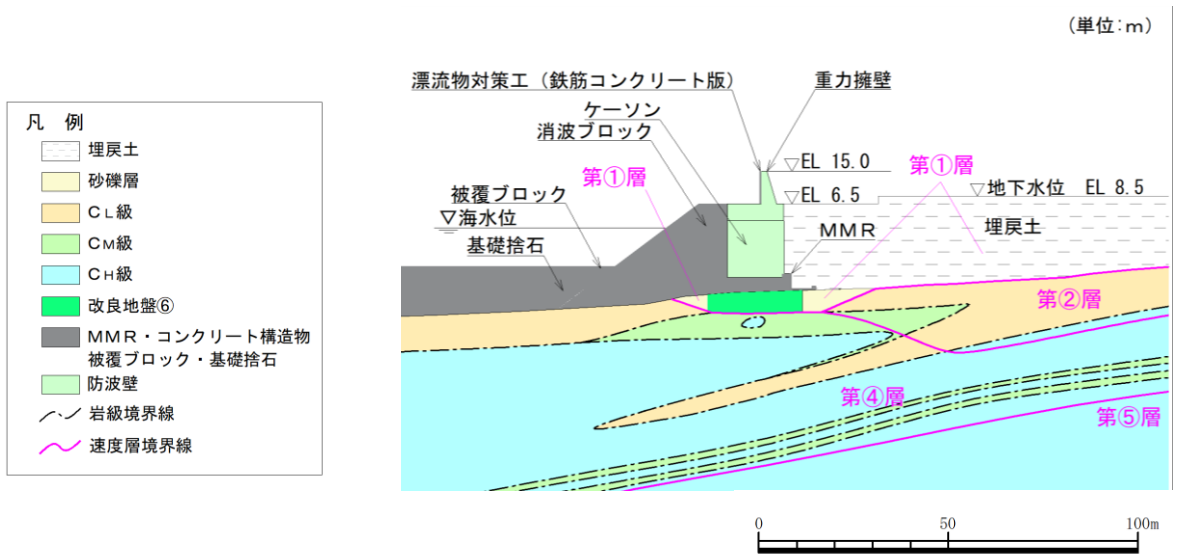 (単位:m)
凡 例
埋戻土
砂礫層
CL級
CM級
CH級
改良地盤⑥
MMR・コンクリート構造物
被覆ブロック・基礎捨石
防波壁
岩級境界線
速度層境界線
漂流物対策工(鉄筋コンクリート版)
重力擁壁
ケーソン
消波ブロック
▽EL 15.0
第①層
第①層
被覆ブロック
▽EL 6.5
▽地下水位 EL 8.5
▽海水位
MMR
埋戻土
基礎捨石
第②層
第④層
第⑤層
0 50 100m